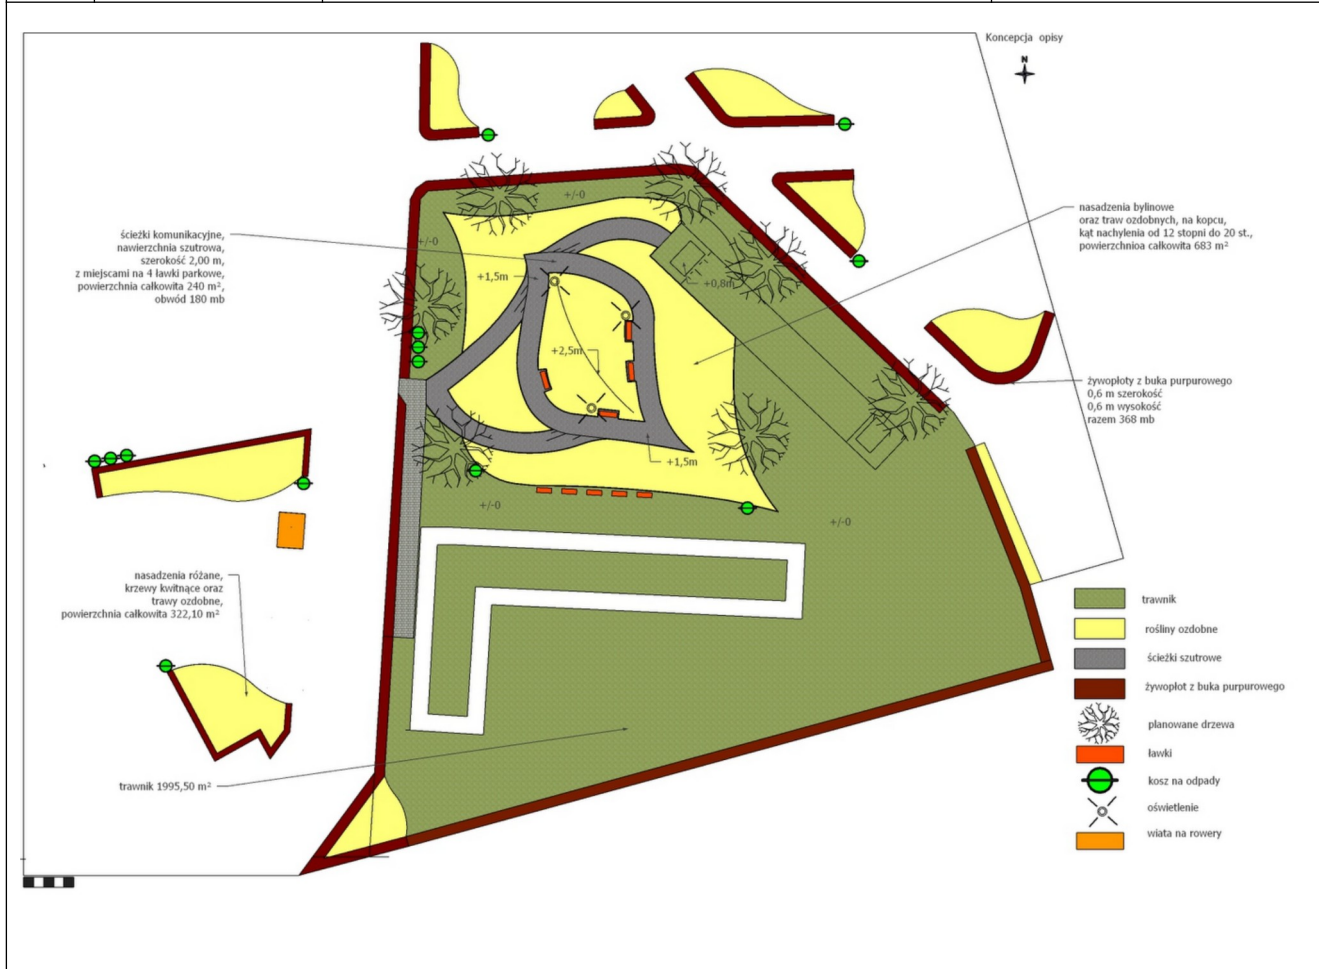 Koncepcja opisy
N
nasadzenia bylinowe
oraz traw ozdobnych, na kopcu,
kąt nachylenia od 12 stopni do 20 st.,
powierzchnioa całkowita 683 m²
ścieżki komunikacyjne,
nawierzchnia szutrowa,
szerokość 2,00 m,
z miejscami na 4 ławki parkowe,
powierzchnia całkowita 240 m²,
obwód 180 mb
+/-0
+/-0
+1,5m
+0,8m
+2,5m
+1,5m
+/-0
+/-0
żywopłoty z buka purpurowego
0,6 m szerokość
0,6 m wysokość
razem 368 mb
nasadzenia różane,
krzewy kwitnące oraz
trawy ozdobne,
powierzchnia całkowita 322,10 m²
trawnik 1995,50 m²
trawnik
rośliny ozdobne
ścieżki szutrowe
żywopłot z buka purpurowego
planowane drzewa
ławki
kosz na odpady
oświetlenie
wiata na rowery